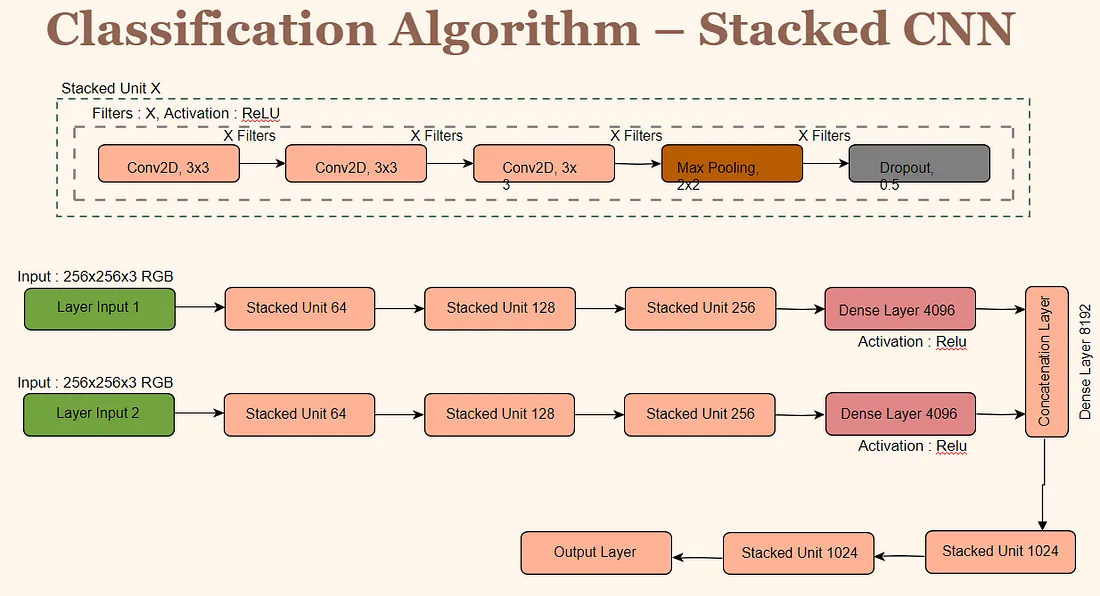 Classification Algorithm – Stacked CNN
Stacked Unit X
Filters : X, Activation : ReLU
X Filters
X Filters
X Filters
X Filters
Conv2D, 3x3
Conv2D, 3x3
Conv2D, 3x
3
Max Pooling,
2x2
Dropout,
0.5
Input : 256x256x3 RGB
Layer Input 1
Stacked Unit 64
Stacked Unit 128
Stacked Unit 256
Dense Layer 4096
Activation : Relu
Concatenation Layer
Dense Layer 8192
Input : 256x256x3 RGB
Layer Input 2
Stacked Unit 64
Stacked Unit 128
Stacked Unit 256
Dense Layer 4096
Activation : Relu
Output Layer
Stacked Unit 1024
Stacked Unit 1024